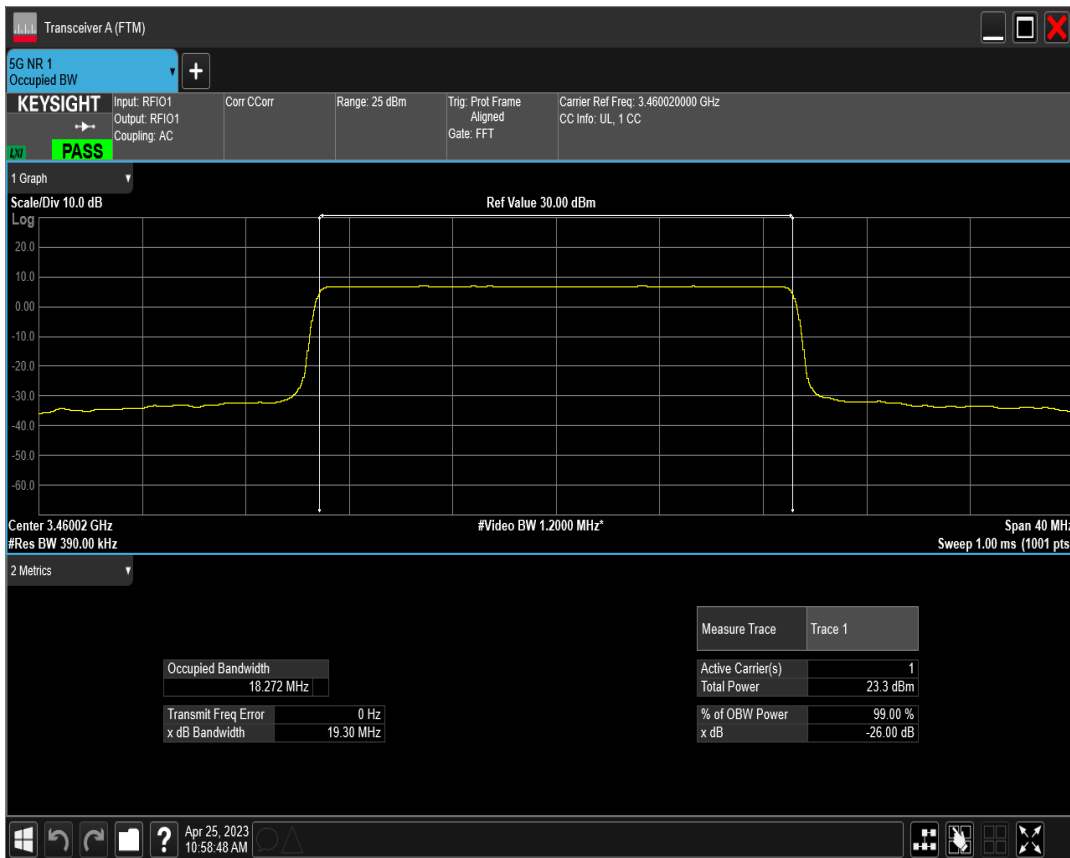 Transceiver A (FTM)
5G NR 1
Occupied BW
+
KEYSIGHT
LXI
PASS
Input: RFIO1
Output: RFIO1
Coupling: AC
Corr CCorr
Range: 25 dBm
Trig: Prot Frame
Aligned
Gate: FFT
Carrier Ref Freq: 3.460020000 GHz
CC Info: UL, 1 CC
1 Graph
Scale/Div 10.0 dB
Ref Value 30.00 dBm
Log
20.0
10.0
0.00
-10.0
-20.0
-30.0
-40.0
-50.0
-60.0
Center 3.46002 GHz
#Video BW 1.2000 MHz*
Span 40 MHz
#Res BW 390.00 kHz
Sweep 1.00 ms (1001 pts
2 Metrics
Measure Trace Trace 1
Occupied Bandwidth
18.272 MHz
Active Carrier(s) 1
Total Power 23.3 dBm
Transmit Freq Error 0 Hz
x dB Bandwidth 19.30 MHz
% of OBW Power 99.00 %
x dB -26.00 dB
?
Apr 25, 2023
10:58:48 AM